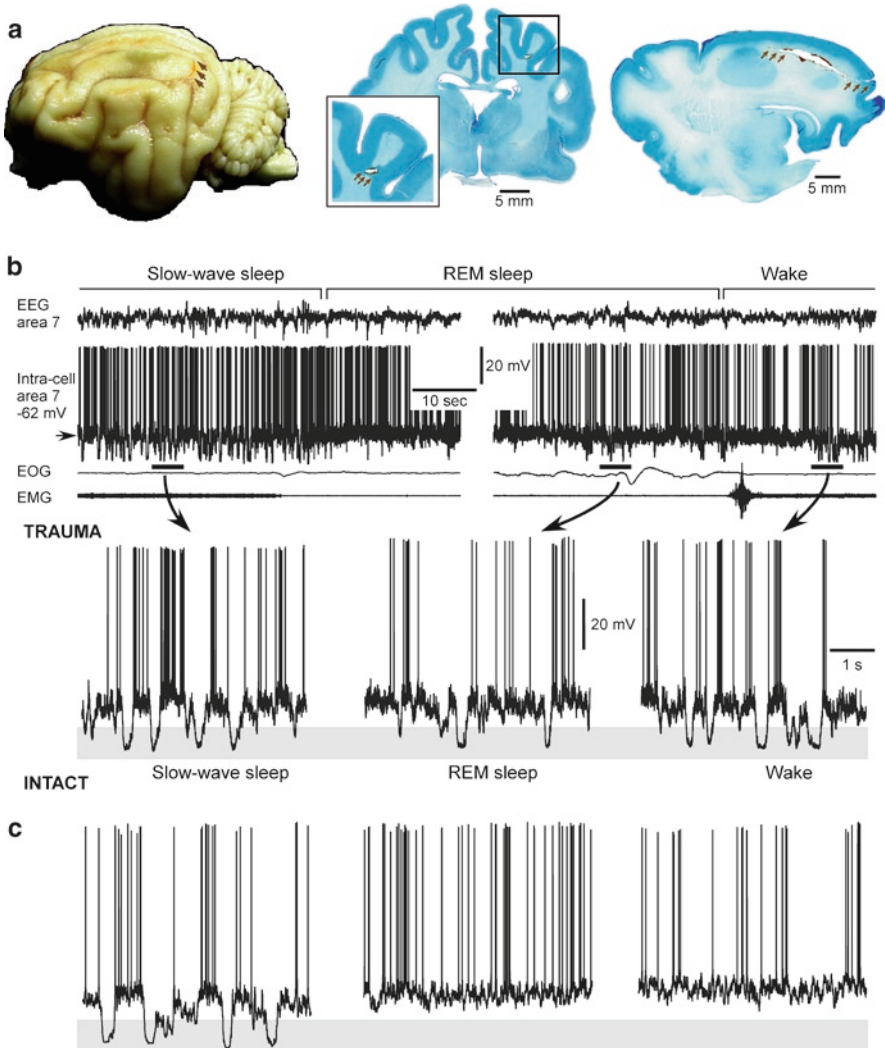 a
5 mm
5 mm
b
Slow-wave sleep
REM sleep
Wake
EEG
area 7
Intra-cell
area 7
-62 mV
20 mV
10 sec
EOG
EMG
TRAUMA
20 mV
1 s
Slow-wave sleep
REM sleep
Wake
INTACT
c